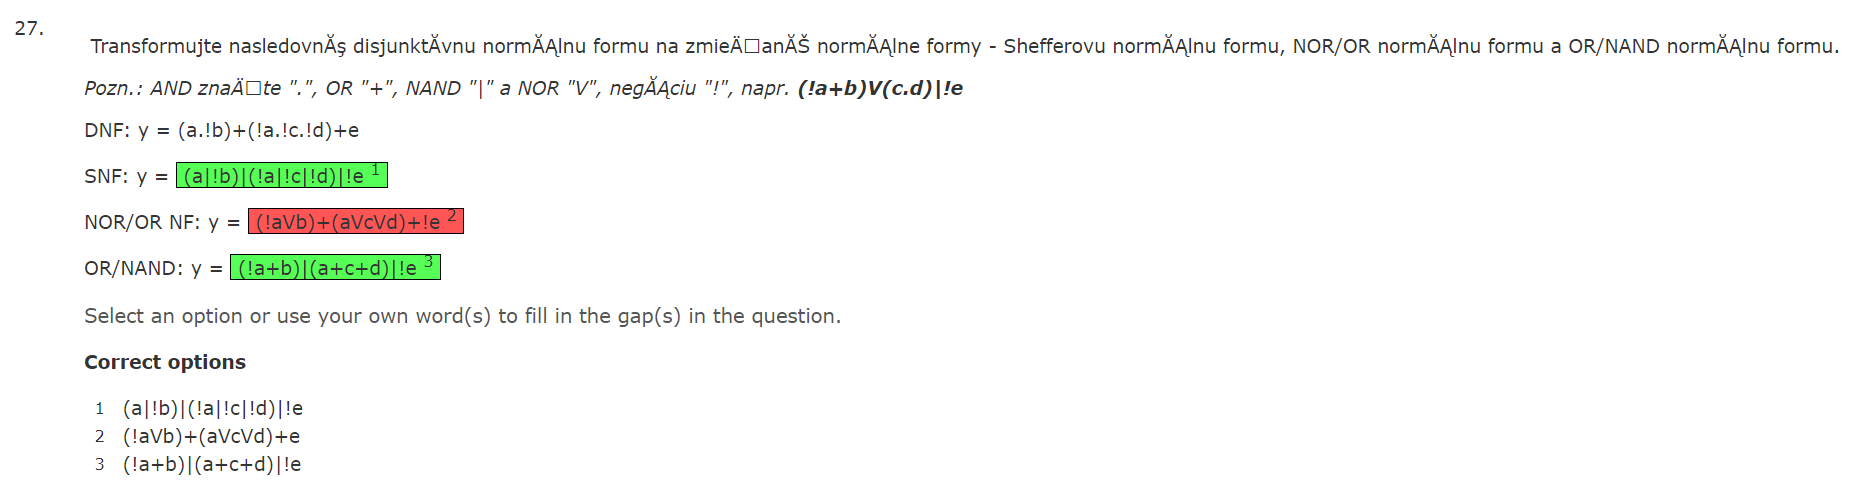 27.
Transformujte nasledovnĂş disjunktĂvnu normĂĄlnu formu na zmieÄ□anĂŠ normĂĄlne formy - Shefferovu normĂĄlnu formu, NOR/OR normĂĄlnu formu a OR/NAND normĂĄlnu formu.
Pozn.: AND znaÄ□te ".", OR "+", NAND "|" a NOR "V", negĂĄciu "!", napr. (!a+b)V(c.d)|!e
DNF: y = (a.!b)+(!a.!c.!d)+e
SNF: y = (a|!b)|(!a|!c|!d)|!e 1
NOR/OR NF: y = (!aVb)+(aVcVd)+!e 2
OR/NAND: y = (!a+b)|(a+c+d)|!e 3
Select an option or use your own word(s) to fill in the gap(s) in the question.
Correct options
1 (a|!b)|(!a|!c|!d)|!e
2 (!aVb)+(aVcVd)+e
3 (!a+b)|(a+c+d)|!e